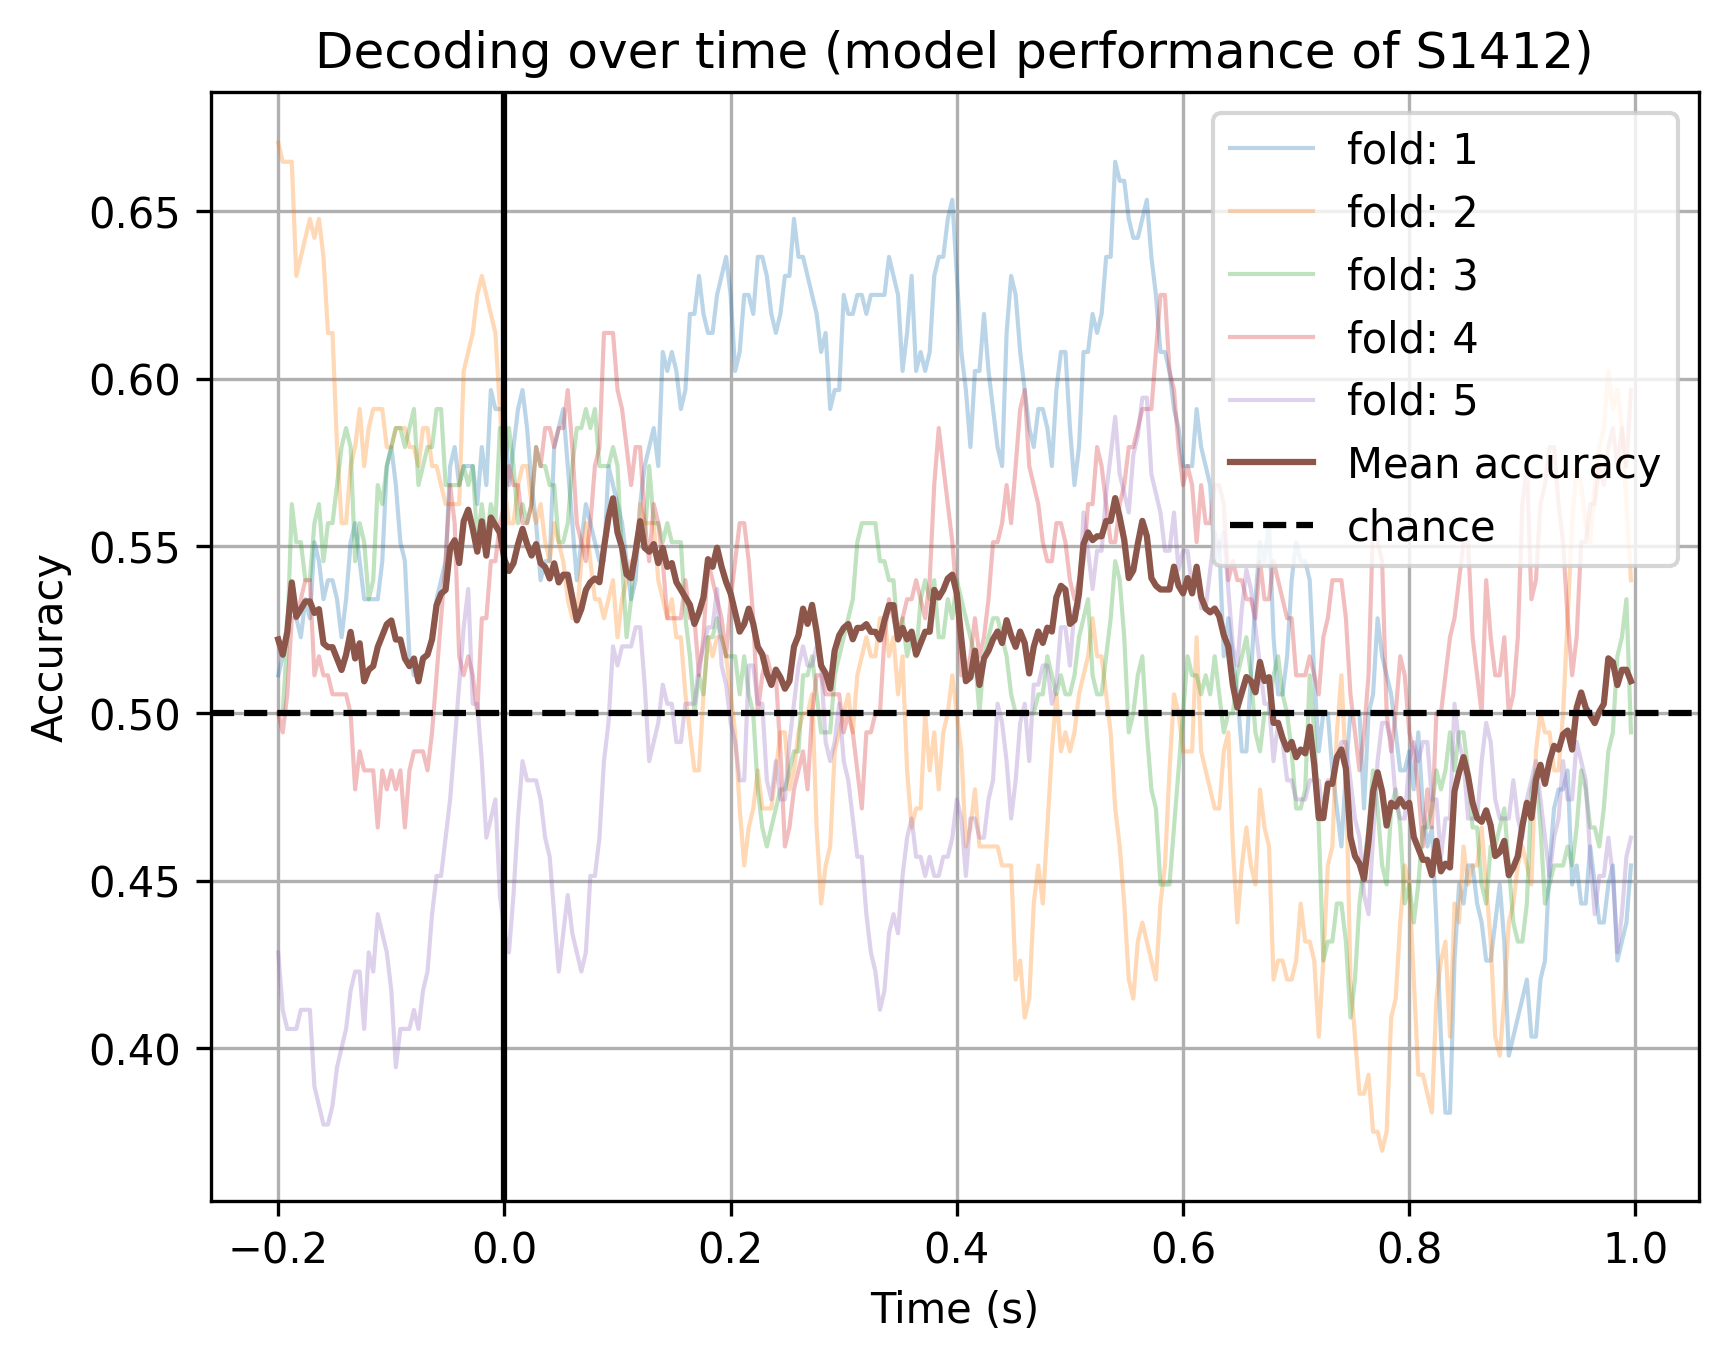 Decoding over time (model performance of S1412)
fold: 1
fold: 2
fold: 3
fold: 4
fold: 5
Mean accuracy
chance
Accuracy
0.65
0.60
0.55
0.50
0.45
0.40
−0.2 0.0 0.2 0.4 0.6 0.8 1.0
Time (s)